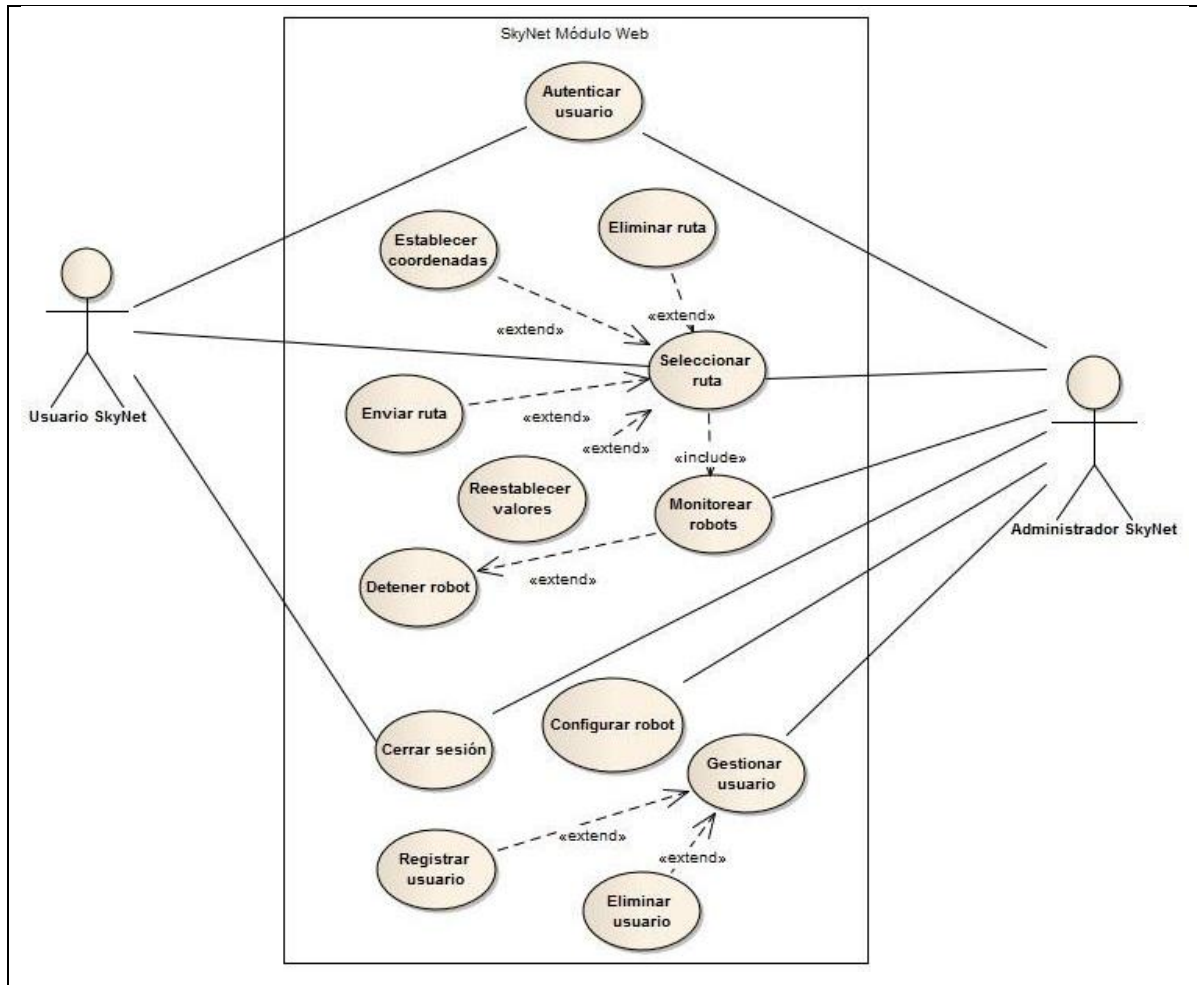 SkyNet Módulo Web
Autenticar
usuario
Eliminar ruta
Establecer
coordenadas
«extend»
«extend»
Seleccionar
ruta
Usuario SkyNet
Enviar ruta
«extend»
«extend»
«include»
Reestablecer
valores
Monitorear
robots
Administrador SkyNet
Detener robot
«extend»
Configurar robot
Cerrar sesión
Gestionar
usuario
«extend»
«extend»
Registrar
usuario
Eliminar
usuario